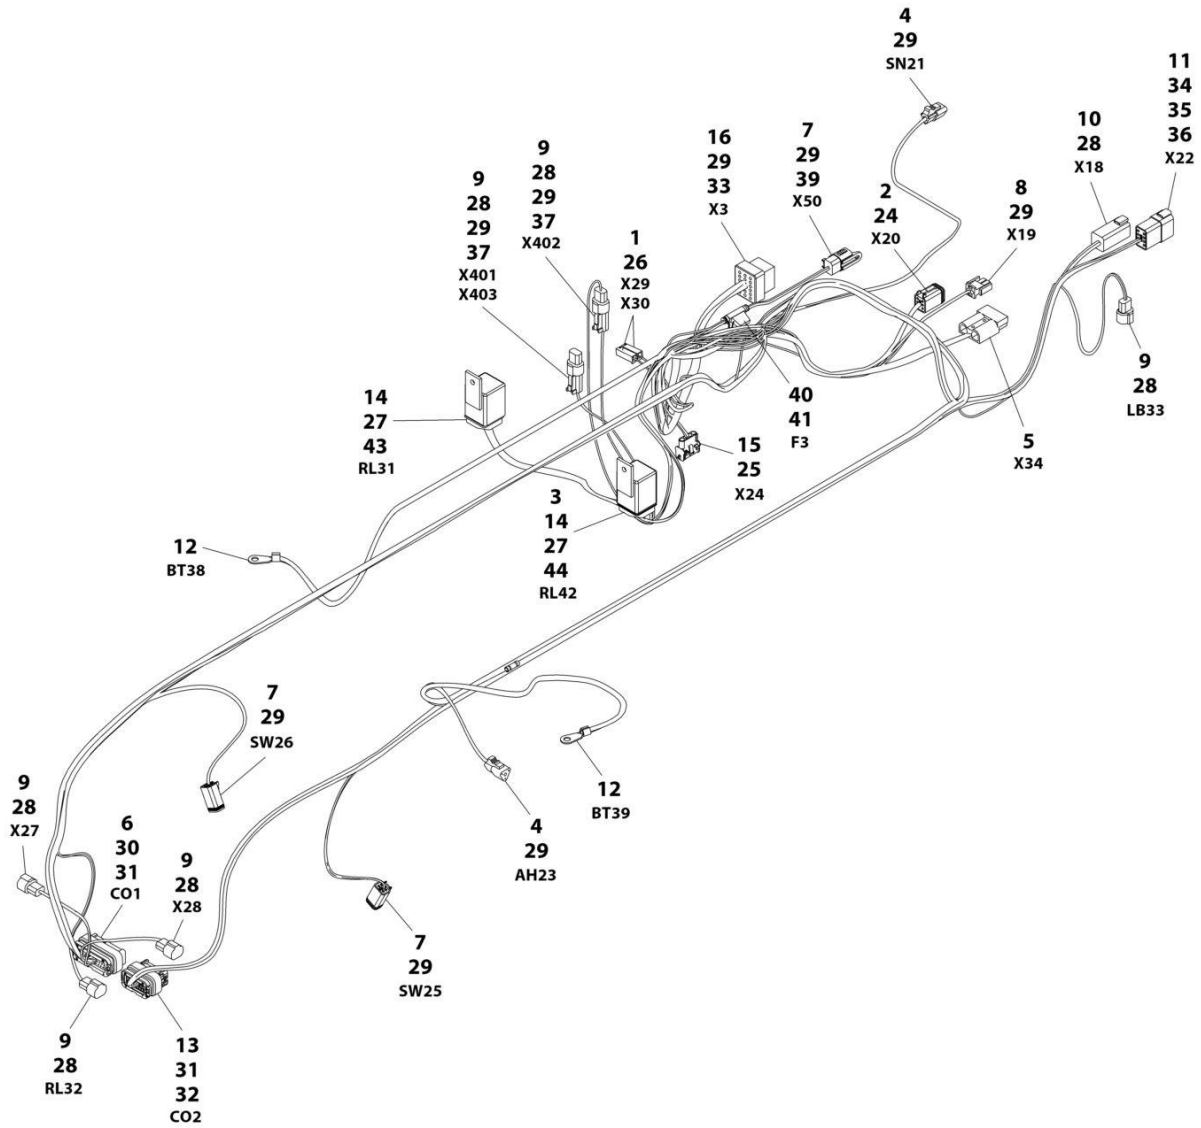 4
29
SN21
11
34
35
36
X22
10
28
X18
16
29
33
X3
7
29
39
X50
9
28
29
37
X402
9
28
29
37
X401
X403
2
24
X20
8
29
X19
1
26
X29
X30
9
28
LB33
14
27
43
RL31
40
41
F3
5
X34
15
25
X24
3
14
27
44
RL42
12
BT38
7
29
SW26
12
BT39
9
28
X27
6
30
31
CO1
4
29
AH23
9
28
X28
7
29
SW25
9
28
RL32
13
31
32
CO2